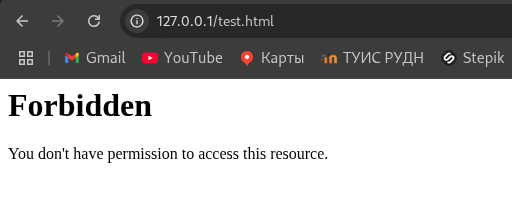 127.0.0.1/test.html
Gmail YouTube Карты ТУИС РУДН Stepik
Forbidden
You don't have permission to access this resource.